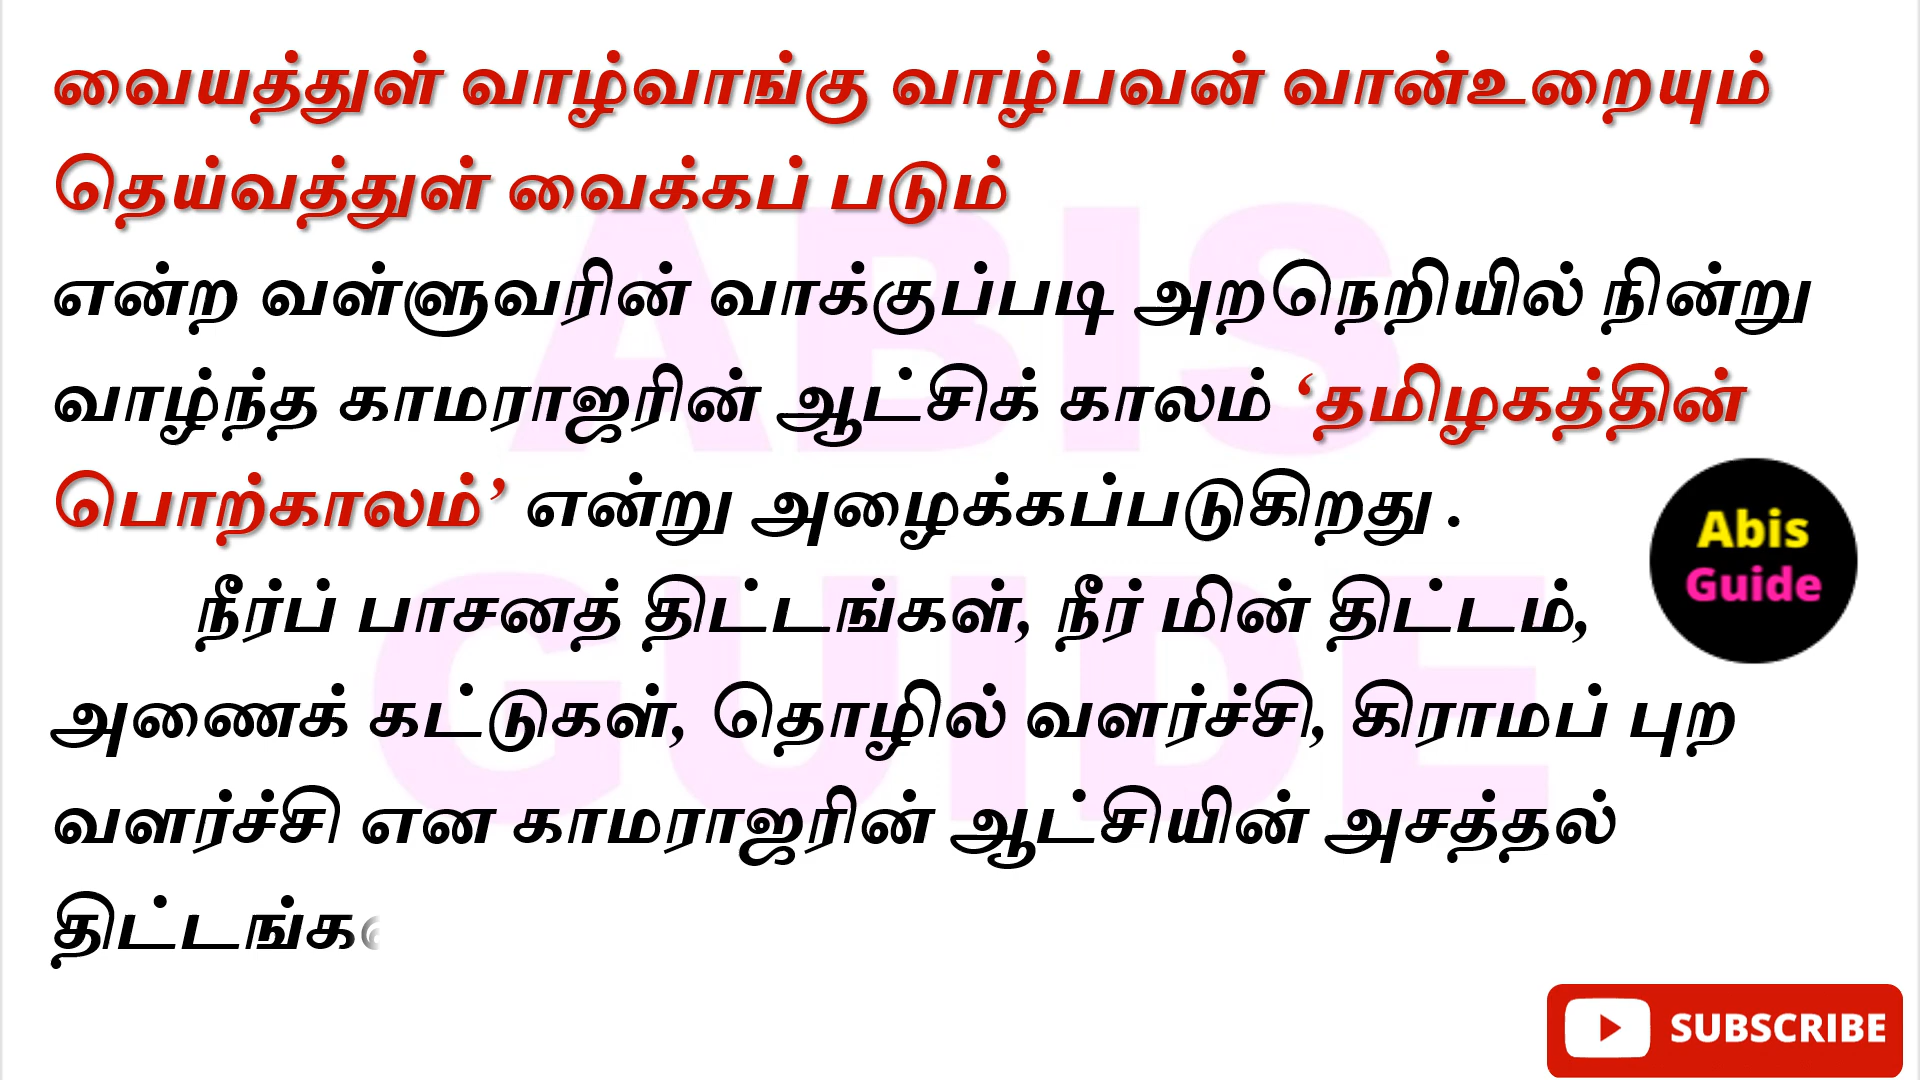 வையத்துள் வாழ்வாங்கு வாழ்பவன் வான்உறையும்
தெய்வத்துள் வைக்கப் படும்
என்ற வள்ளுவரின் வாக்குப்படி அறநெறியில் நின்று
வாழ்ந்த காமராஜரின் ஆட்சிக் காலம் ‘தமிழகத்தின்
பொற்காலம்’ என்று அழைக்கப்படுகிறது .
நீர்ப் பாசனத் திட்டங்கள், நீர் மின் திட்டம்,
அணைக் கட்டுகள், தொழில் வளர்ச்சி, கிராமப் புற
வளர்ச்சி என காமராஜரின் ஆட்சியின் அசத்தல்
ABIS
GUIDE
Abis
Guide
SUBSCRIBE